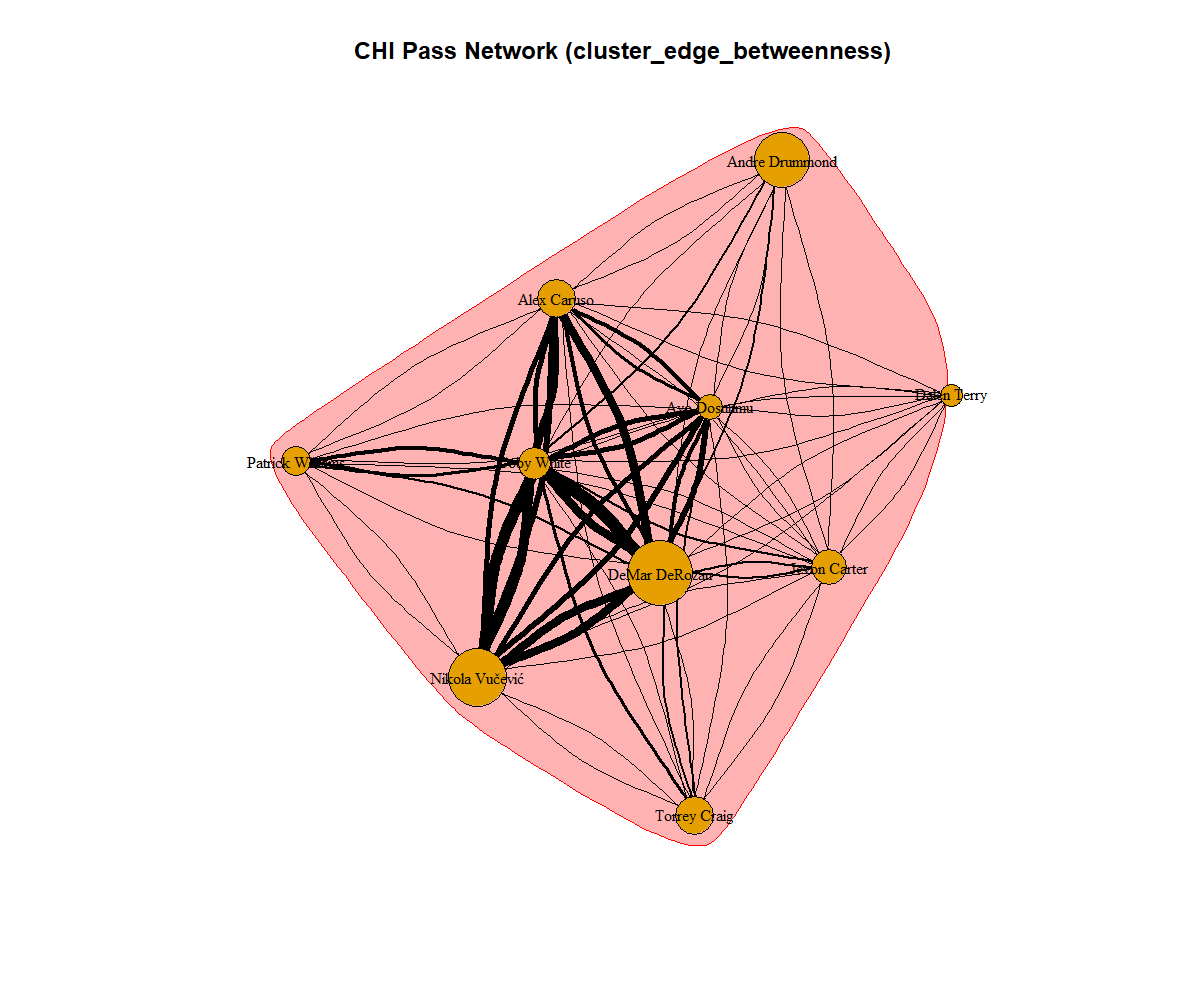 CHI Pass Network (cluster_edge_betweenness)
Andre Drummond
Alex Caruso
Dalen Terry
Ayo Dosunmu
Patrick Williams
Coby White
Jevon Carter
DeMar DeRozan
Nikola Vučević
Torrey Craig